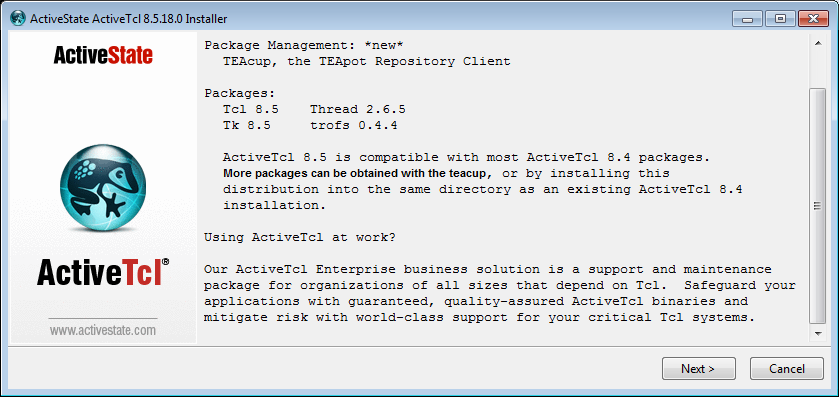 ActiveState ActiveTcl 8.5.18.0 Installer
ActiveState
ActiveTcl®
www.activestate.com
Package Management: *new*
TEAcup, the TEApot Repository Client
Packages:
Tcl 8.5 Thread 2.6.5
Tk 8.5 trofs 0.4.4
ActiveTcl 8.5 is compatible with most ActiveTcl 8.4 packages.
More packages can be obtained with the teacup, or by installing this
distribution into the same directory as an existing ActiveTcl 8.4
installation.
Using ActiveTcl at work?
Our ActiveTcl Enterprise business solution is a support and maintenance
package for organizations of all sizes that depend on Tcl. Safeguard your
applications with guaranteed, quality-assured ActiveTcl binaries and
mitigate risk with world-class support for your critical Tcl systems.
Next >
Cancel